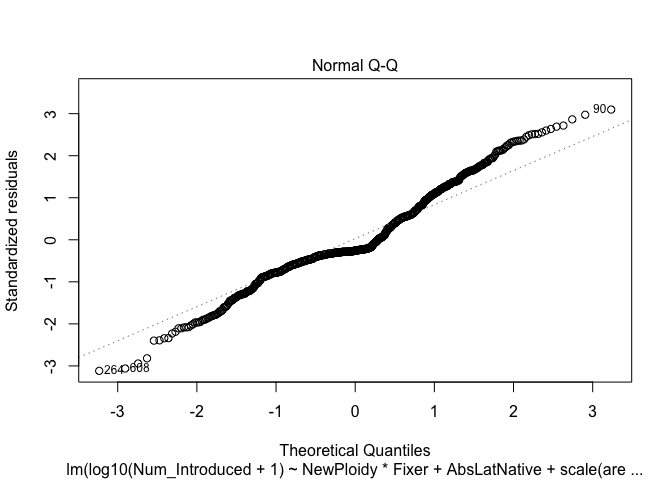 Normal Q-Q
Standardized residuals
3
2
1
0
-1
-2
-3
90
264
608
-3 -2 -1 0 1 2 3
Theoretical Quantiles
lm(log10(Num_Introduced + 1) ~ NewPloidy * Fixer + AbsLatNative + scale(are ...